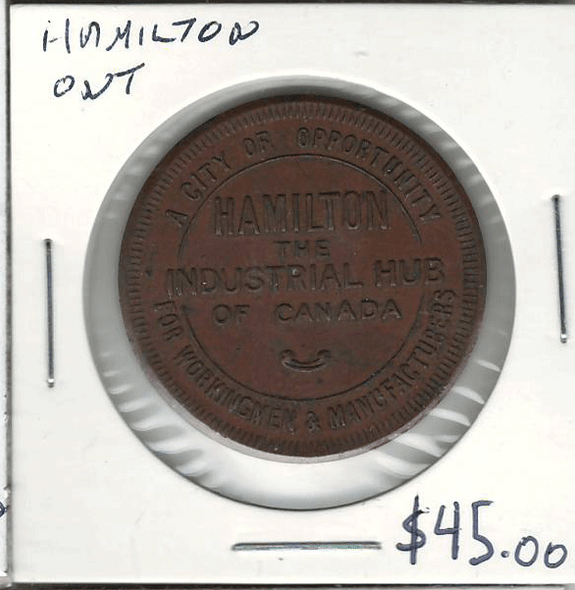 HAMILTON
ONT
A CITY OF OPPORTUNITY
HAMILTON
THE
INDUSTRIAL HUB
OF CANADA
FOR WORKINGMEN & MANUFACTURERS
$45.00